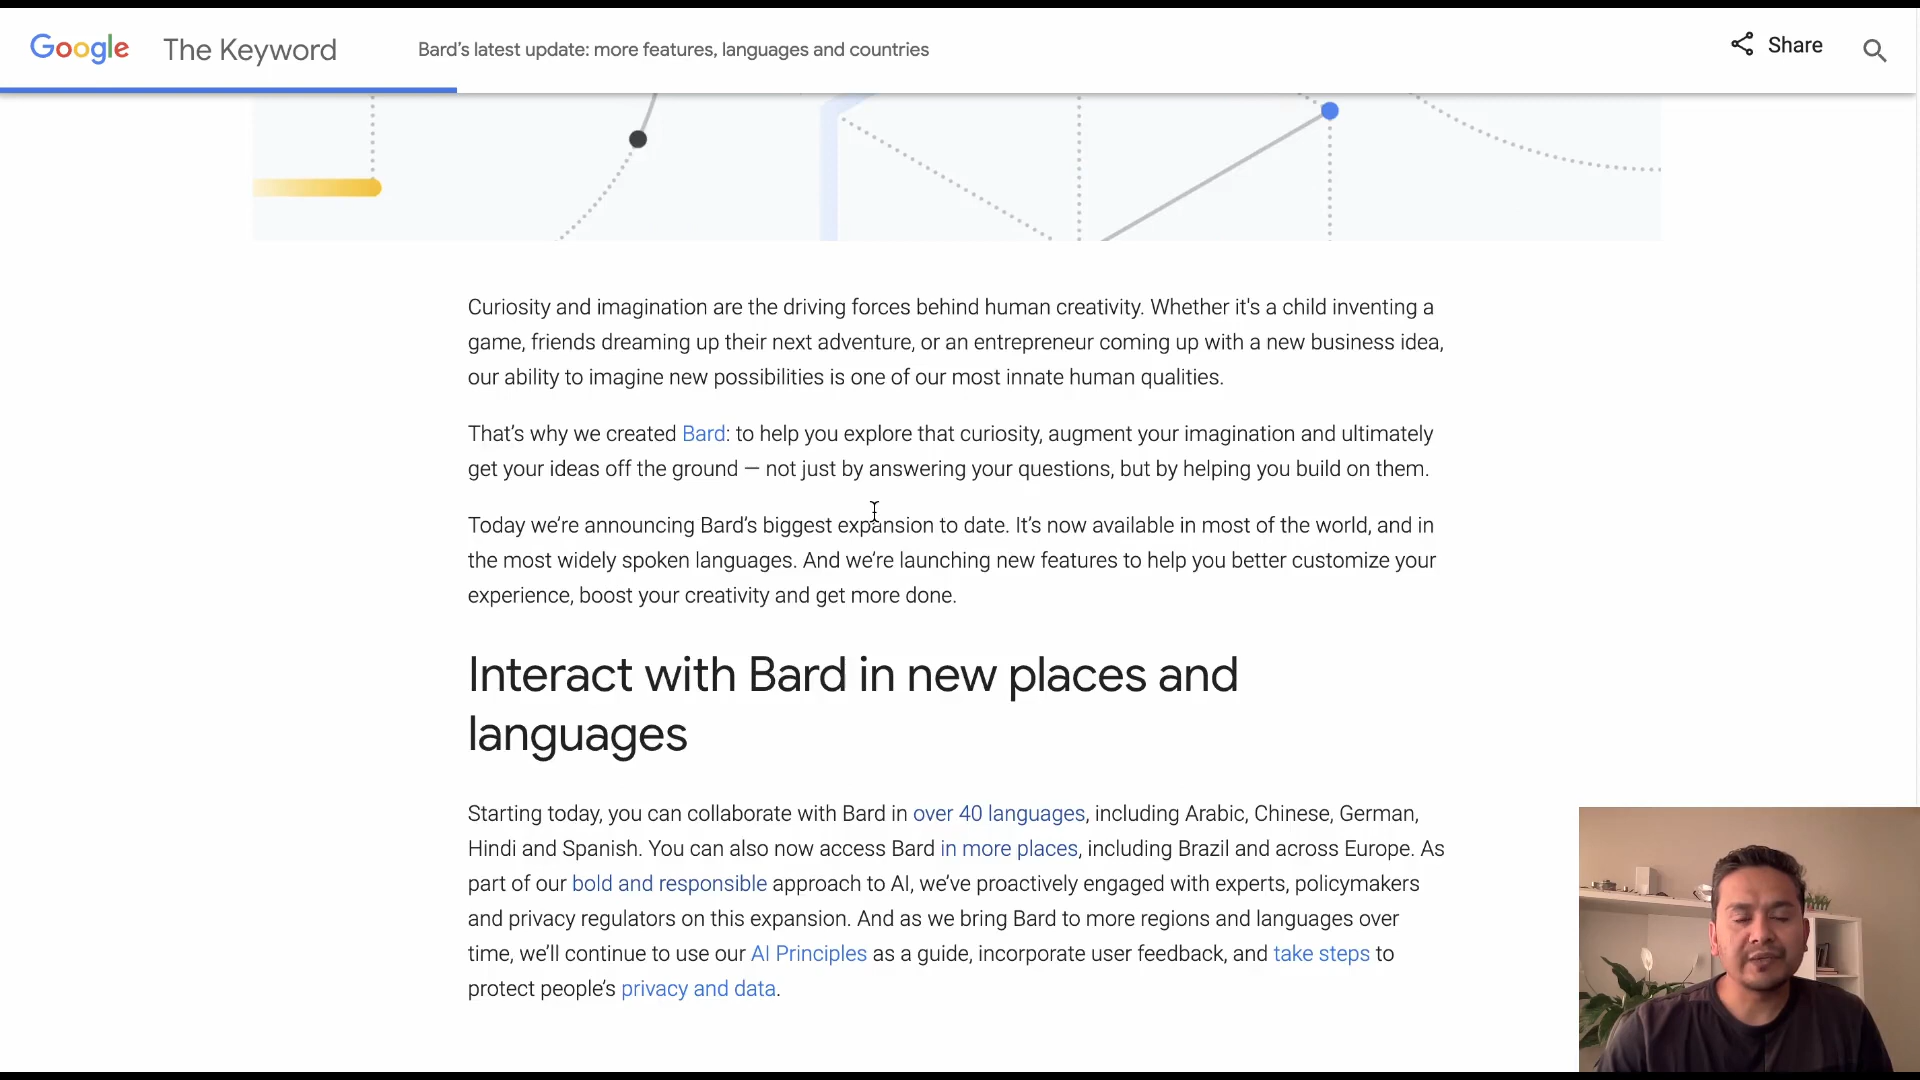 Google The Keyword Bard’s latest update: more features, languages and countries Share
Curiosity and imagination are the driving forces behind human creativity. Whether it's a child inventing a
game, friends dreaming up their next adventure, or an entrepreneur coming up with a new business idea,
our ability to imagine new possibilities is one of our most innate human qualities.
That’s why we created Bard: to help you explore that curiosity, augment your imagination and ultimately
get your ideas off the ground — not just by answering your questions, but by helping you build on them.
Today we’re announcing Bard’s biggest expansion to date. It’s now available in most of the world, and in
the most widely spoken languages. And we’re launching new features to help you better customize your
experience, boost your creativity and get more done.
Interact with Bard in new places and
languages
Starting today, you can collaborate with Bard in over 40 languages, including Arabic, Chinese, German,
Hindi and Spanish. You can also now access Bard in more places, including Brazil and across Europe. As
part of our bold and responsible approach to AI, we’ve proactively engaged with experts, policymakers
and privacy regulators on this expansion. And as we bring Bard to more regions and languages over
time, we’ll continue to use our AI Principles as a guide, incorporate user feedback, and take steps to
protect people’s privacy and data.